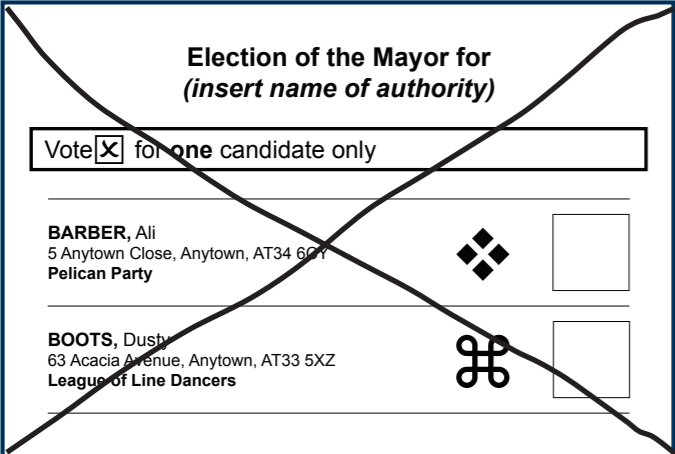 Election of the Mayor for
(insert name of authority)
Vote X for one candidate only
BARBER, Ali
5 Anytown Close, Anytown, AT34 6GY
Pelican Party
BOOTS, Dusty
63 Acacia Avenue, Anytown, AT33 5XZ
League of Line Dancers